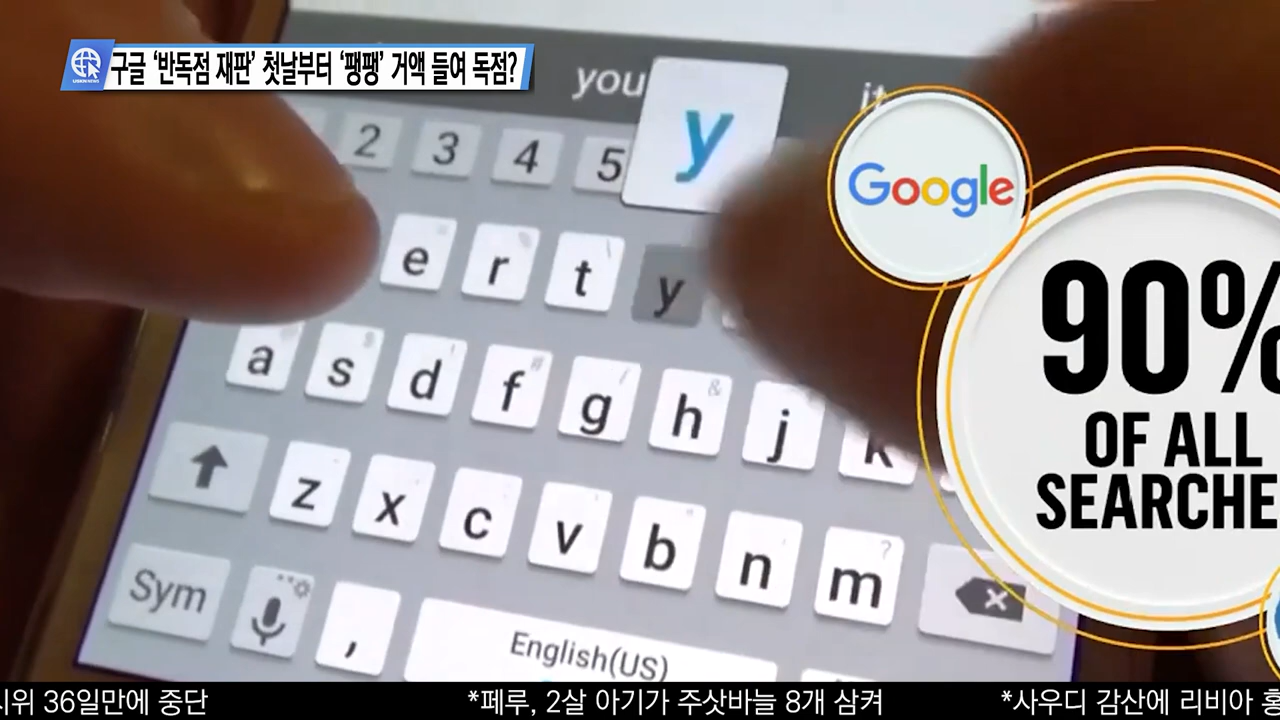 구글 '반독점 재판' 첫날부터 '팽팽' 거액 들여 독점?
you
it
y
Google
2 3 4 5
e r t y
90%
a s d f g h j k
OF ALL
SEARCHE
z x c v b n m
Sym
,
English(US)
시위 36일만에 중단 *페루, 2살 아기가 주삿바늘 8개 삼켜 *사우디 감산에 리비아 홍